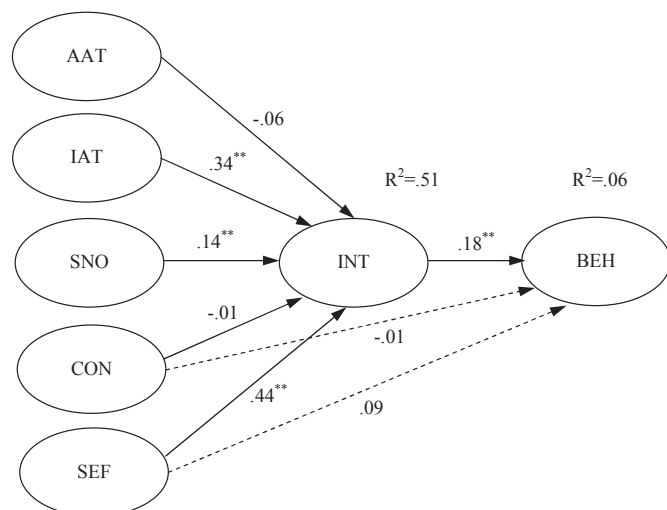 AAT
-.06
IAT
.34**
R²=.51
R²=.06
SNO
.14**
INT
.18**
BEH
-.01
CON
-.01
.44**
.09
SEF